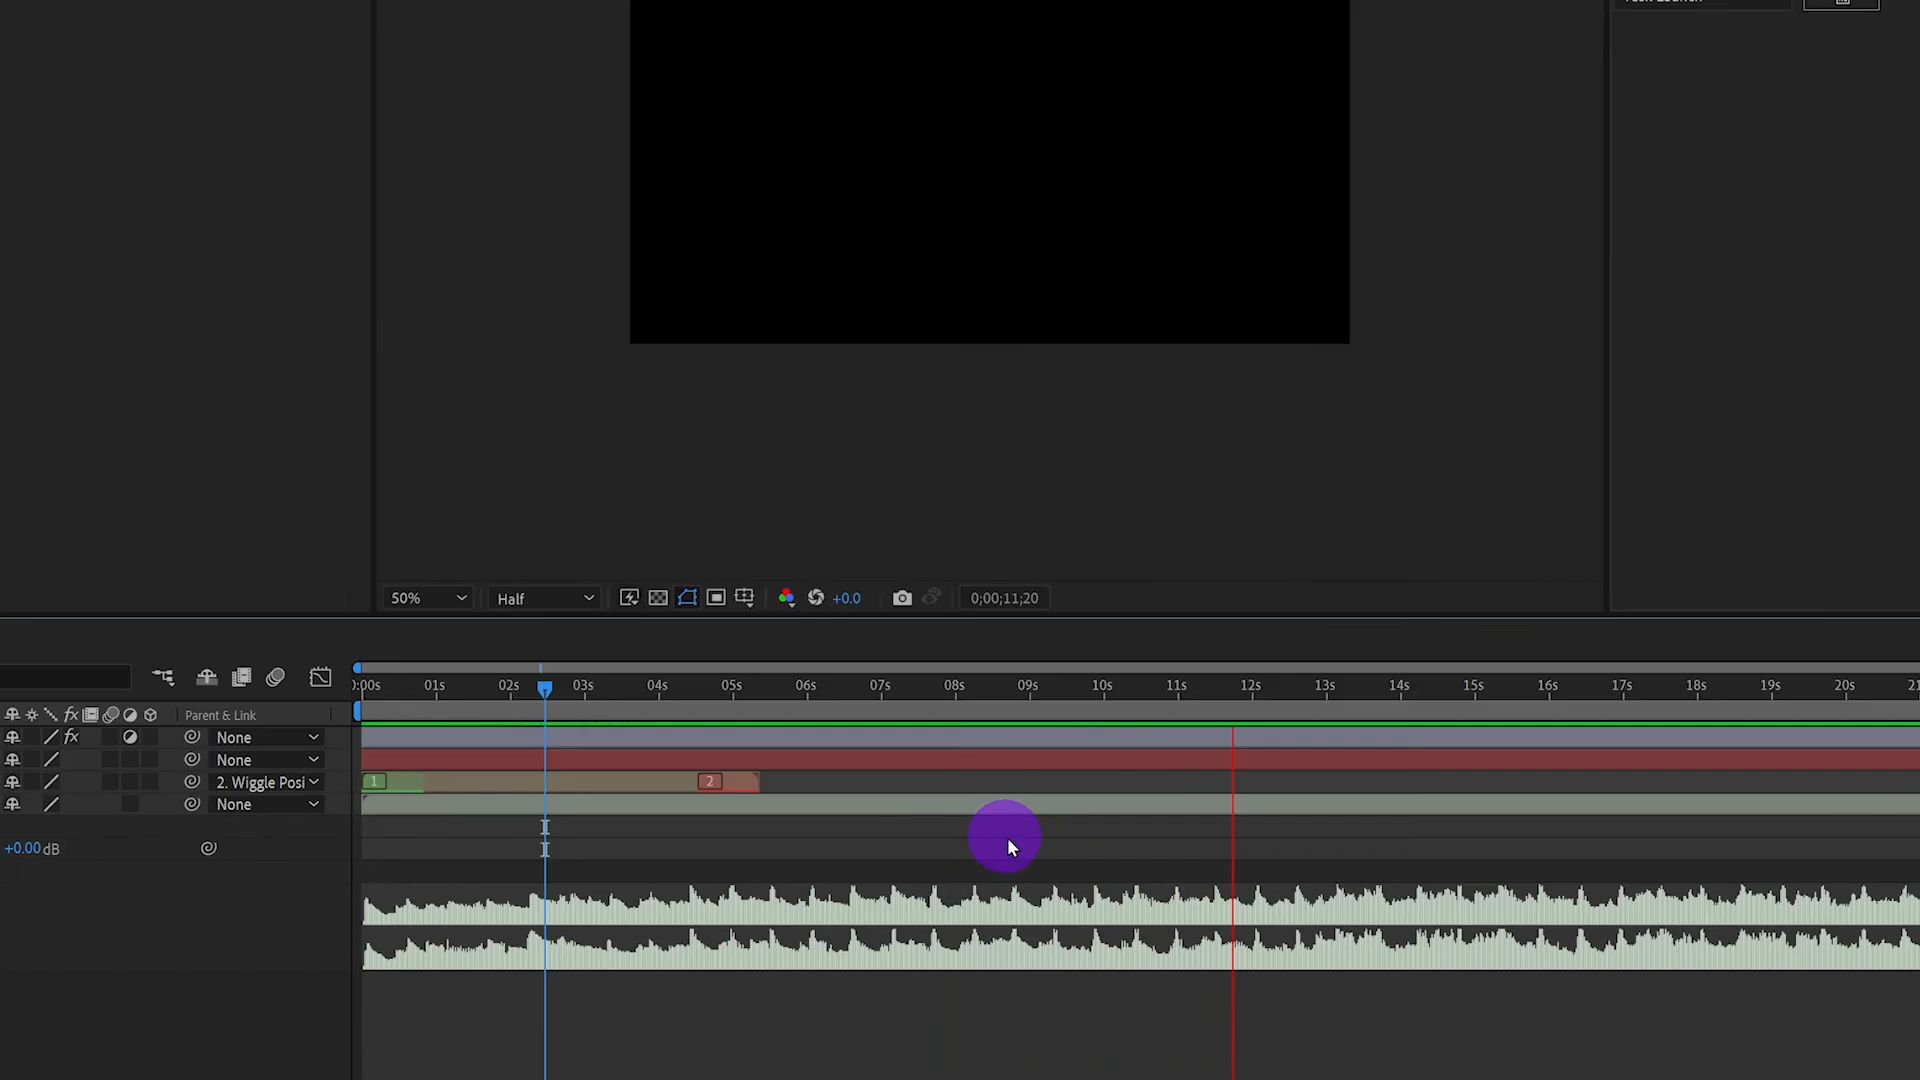 50%
Half
+0.0
0;00;11;20
):00s 01s 02s 03s 04s 05s 06s 07s 08s 09s 10s 11s 12s 13s 14s 15s 16s 17s 18s 19s 20s 21
fx Parent & Link
fx None
None
2. Wiggle Posi
1 2
None
+0.00 dB